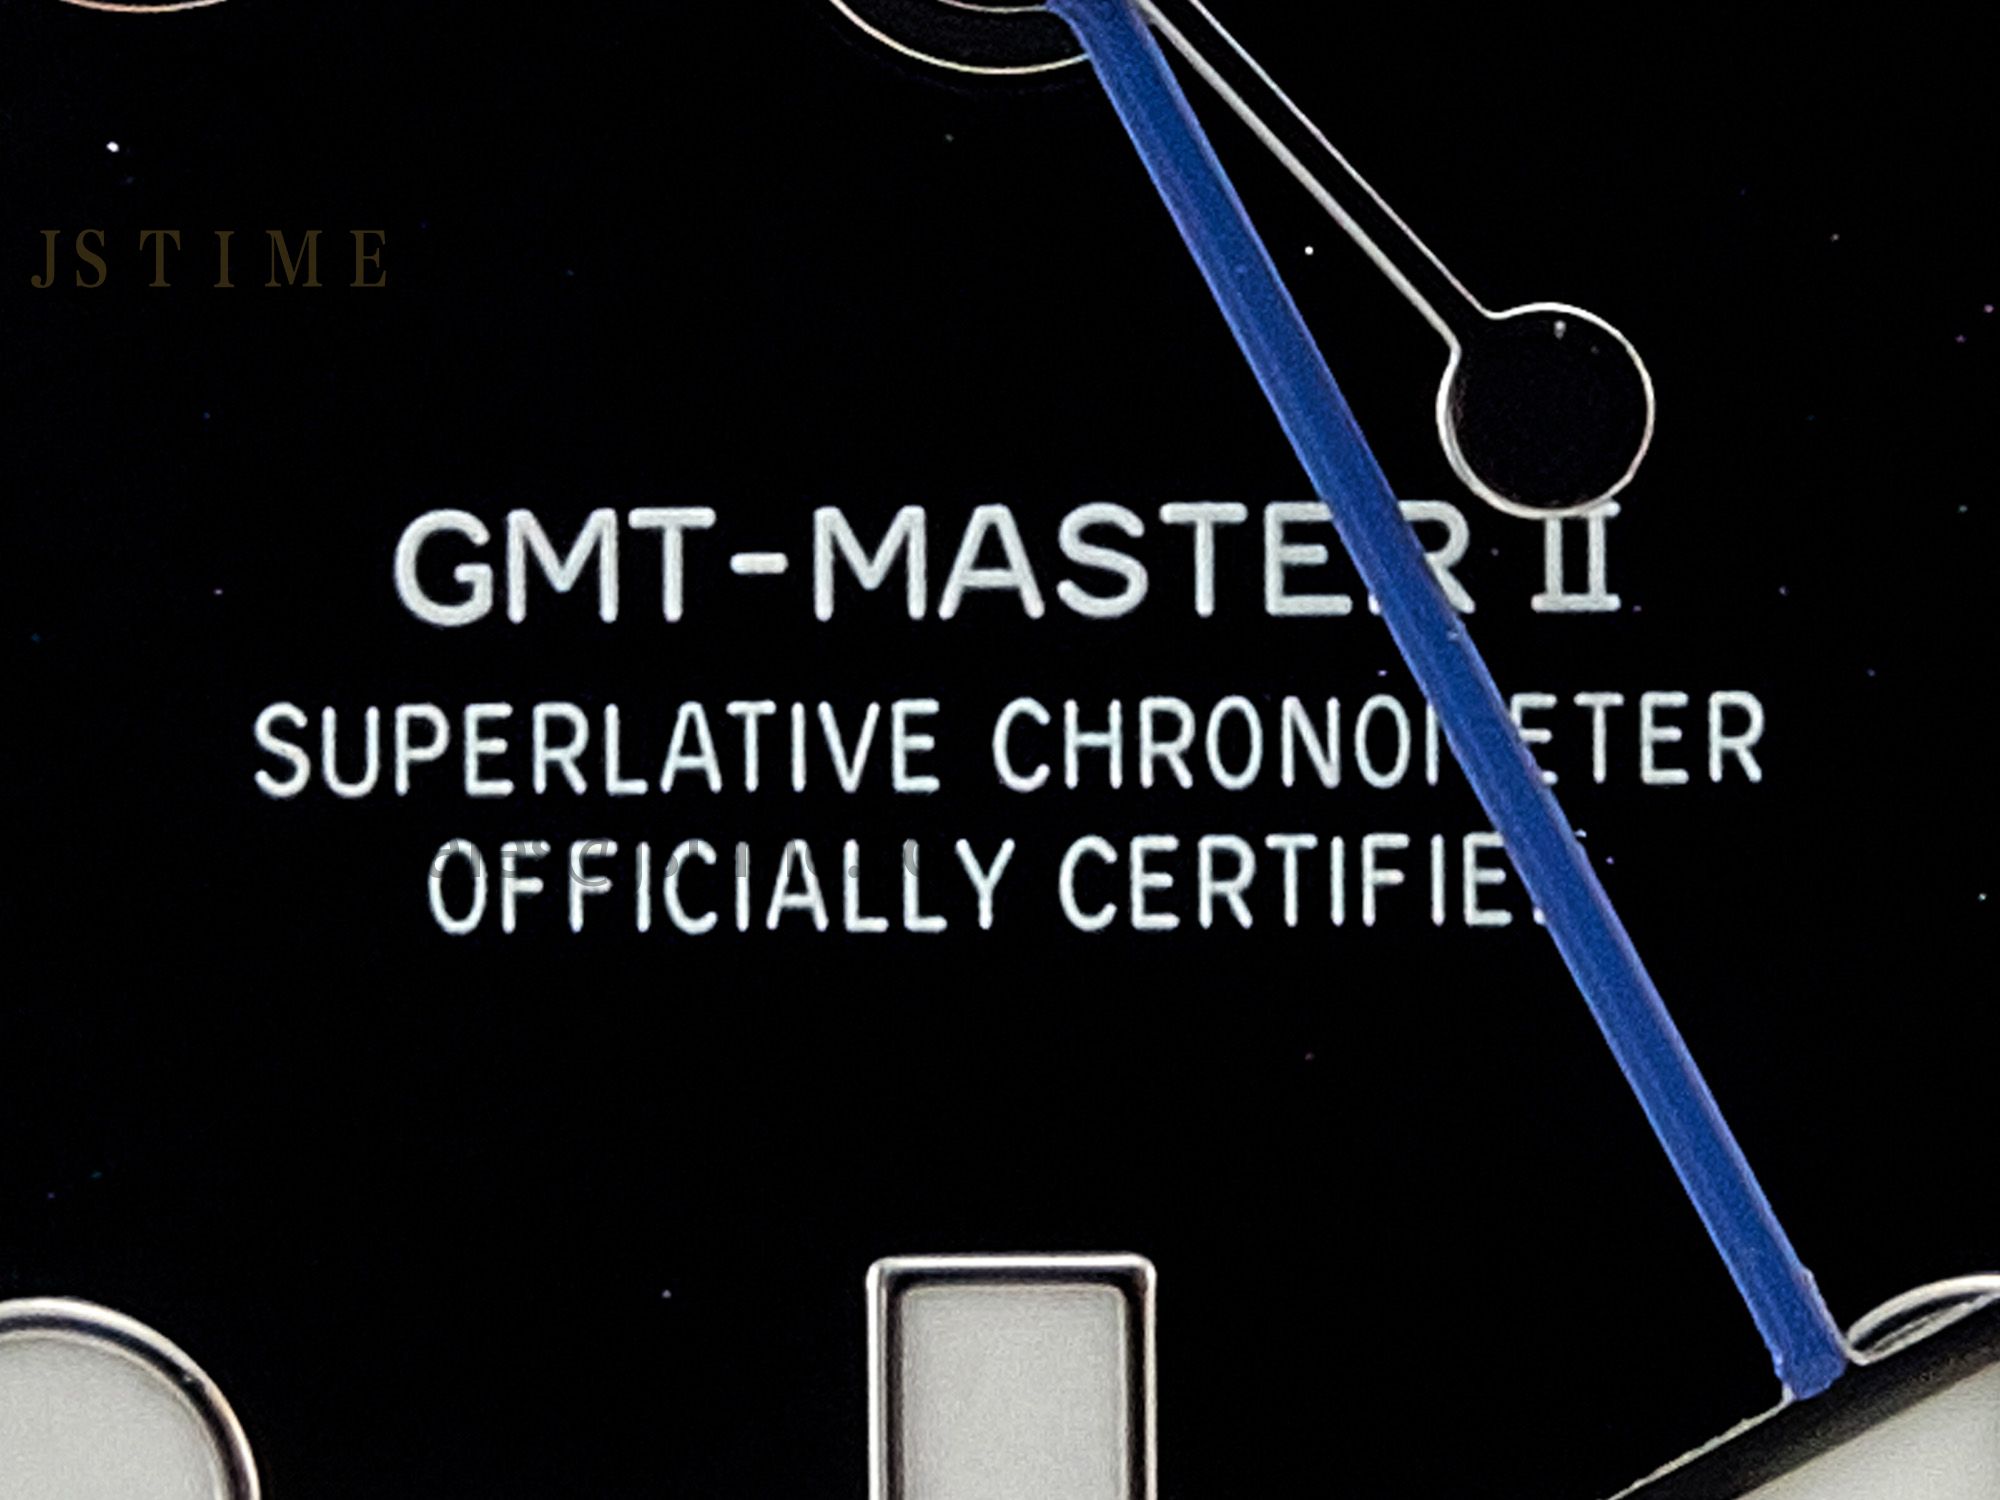 JSTIME
GMT-MASTER II
SUPERLATIVE CHRONOMETER
OFFICIALLY CERTIFIED